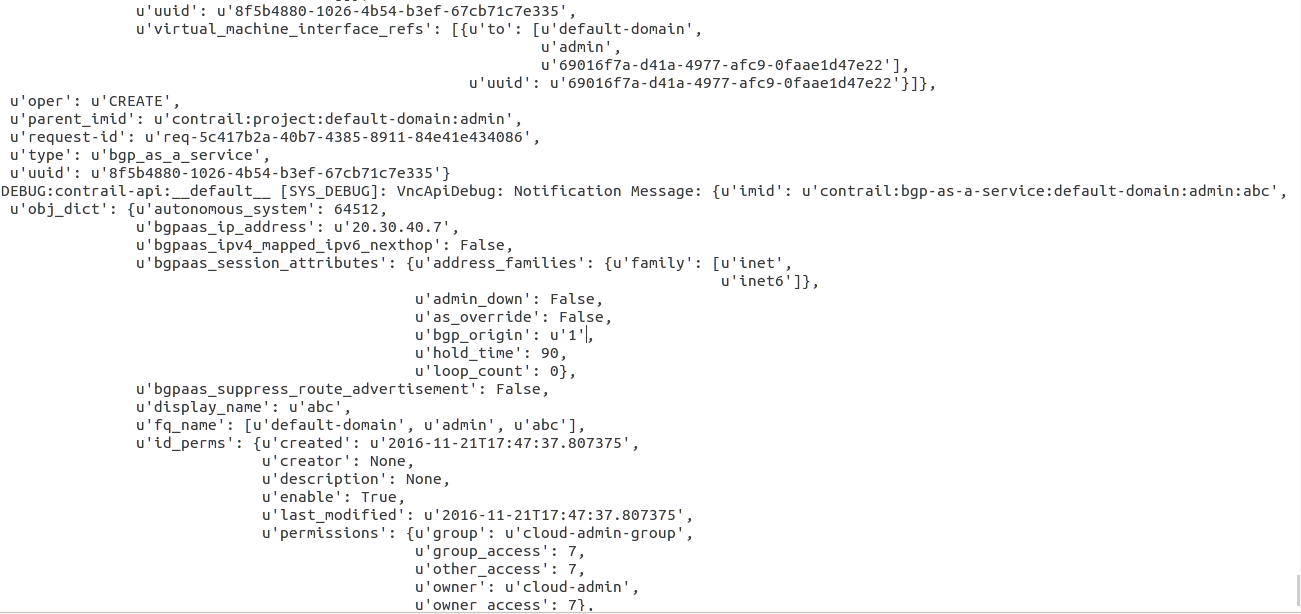 u'uuid': u'8f5b4880-1026-4b54-b3ef-67cb71c7e335',
u'virtual_machine_interface_refs': [{u'to': [u'default-domain',
u'admin',
u'69016f7a-d41a-4977-afc9-0faae1d47e22'],
u'uuid': u'69016f7a-d41a-4977-afc9-0faae1d47e22'}]},
u'oper': u'CREATE',
u'parent_imid': u'contrail:project:default-domain:admin',
u'request-id': u'req-5c417b2a-40b7-4385-8911-84e41e434086',
u'type': u'bgp_as_a_service',
u'uuid': u'8f5b4880-1026-4b54-b3ef-67cb71c7e335'}
DEBUG:contrail-api:__default__ [SYS_DEBUG]: VncApiDebug: Notification Message: {u'imid': u'contrail:bgp-as-a-service:default-domain:admin:abc',
u'obj_dict': {u'autonomous_system': 64512,
u'bgpaas_ip_address': u'20.30.40.7',
u'bgpaas_ipv4_mapped_ipv6_nexthop': False,
u'bgpaas_session_attributes': {u'address_families': {u'family': [u'inet',
u'inet6']},
u'admin_down': False,
u'as_override': False,
u'bgp_origin': u'1',
u'hold_time': 90,
u'loop_count': 0},
u'bgpaas_suppress_route_advertisement': False,
u'display_name': u'abc',
u'fq_name': [u'default-domain', u'admin', u'abc'],
u'id_perms': {u'created': u'2016-11-21T17:47:37.807375',
u'creator': None,
u'description': None,
u'enable': True,
u'last_modified': u'2016-11-21T17:47:37.807375',
u'permissions': {u'group': u'cloud-admin-group',
u'group_access': 7,
u'other_access': 7,
u'owner': u'cloud-admin',
u'owner_access': 7},